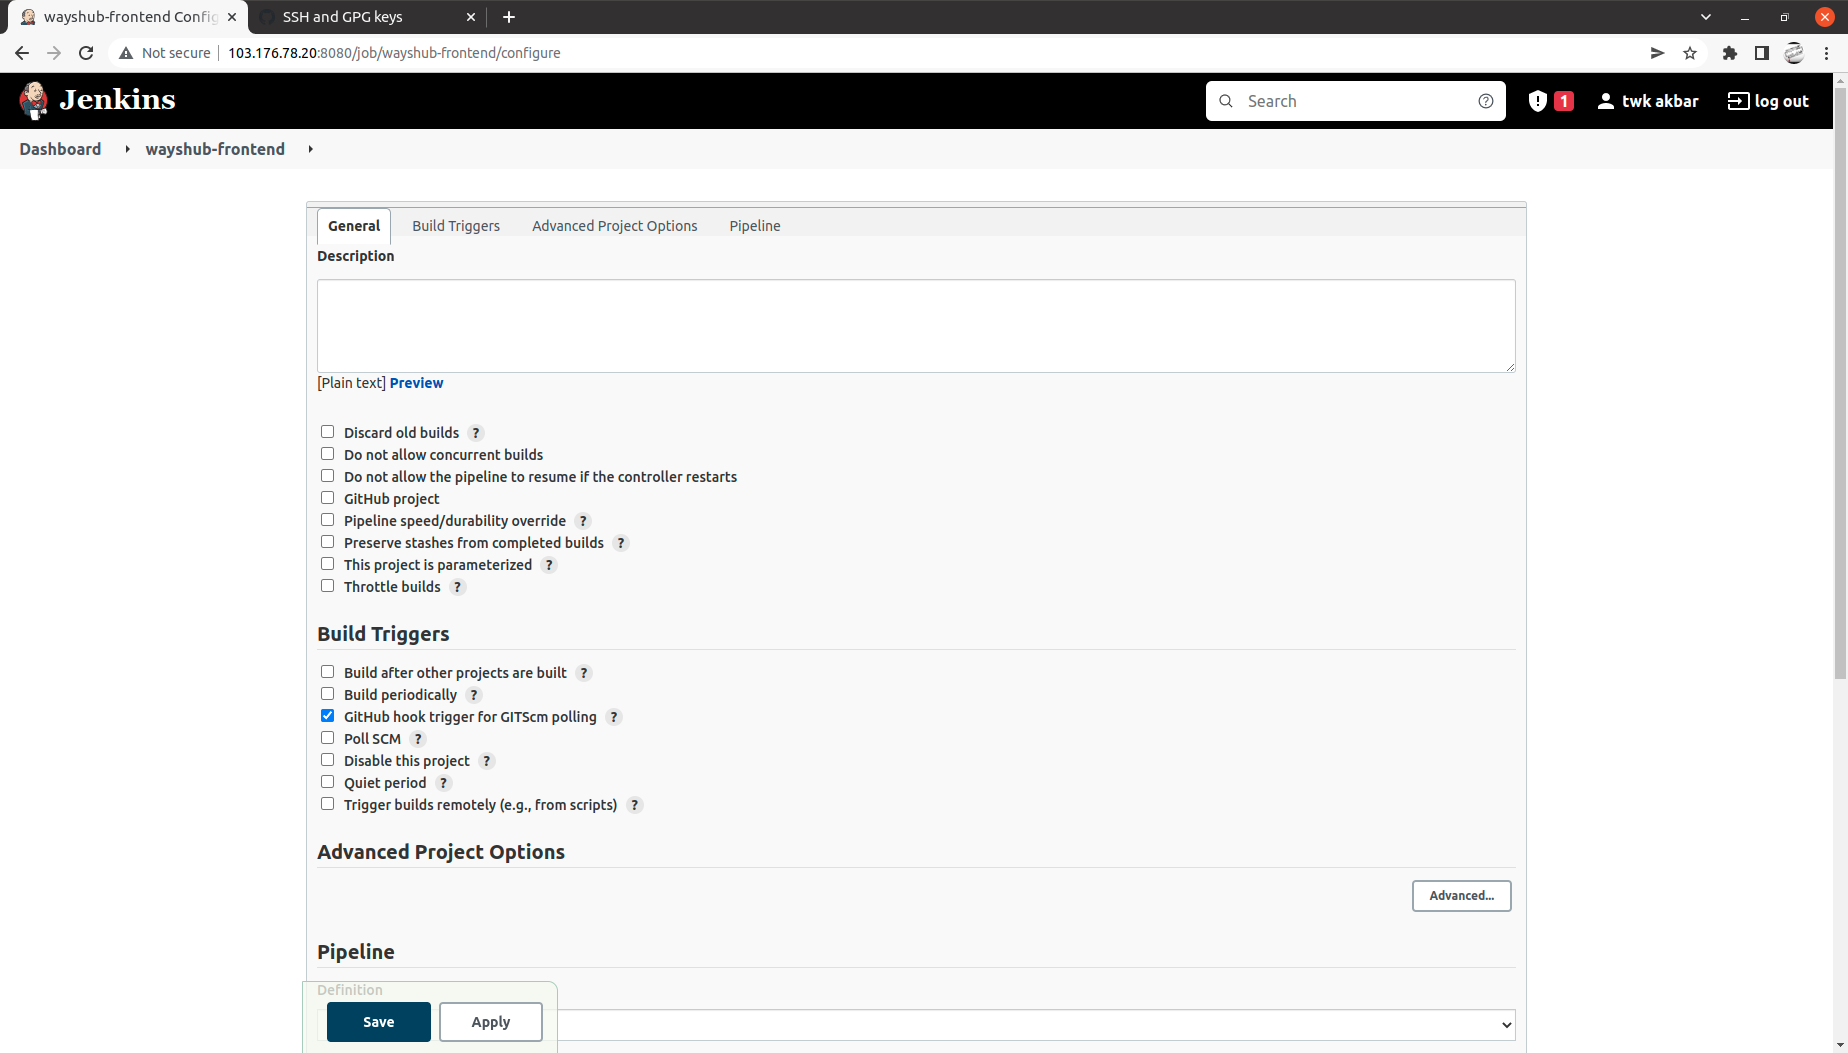 wayshub-frontend Config
SSH and GPG keys
Not secure
103.176.78.20:8080/job/wayshub-frontend/configure
Jenkins
Search
1
twk akbar
log out
Dashboard
wayshub-frontend
General
Build Triggers
Advanced Project Options
Pipeline
Description
[Plain text] Preview
Discard old builds ?
Do not allow concurrent builds
Do not allow the pipeline to resume if the controller restarts
GitHub project
Pipeline speed/durability override ?
Preserve stashes from completed builds ?
This project is parameterized ?
Throttle builds ?
Build Triggers
Build after other projects are built ?
Build periodically ?
GitHub hook trigger for GITScm polling ?
Poll SCM ?
Disable this project ?
Quiet period ?
Trigger builds remotely (e.g., from scripts) ?
Advanced Project Options
Advanced...
Pipeline
Definition
Save
Apply